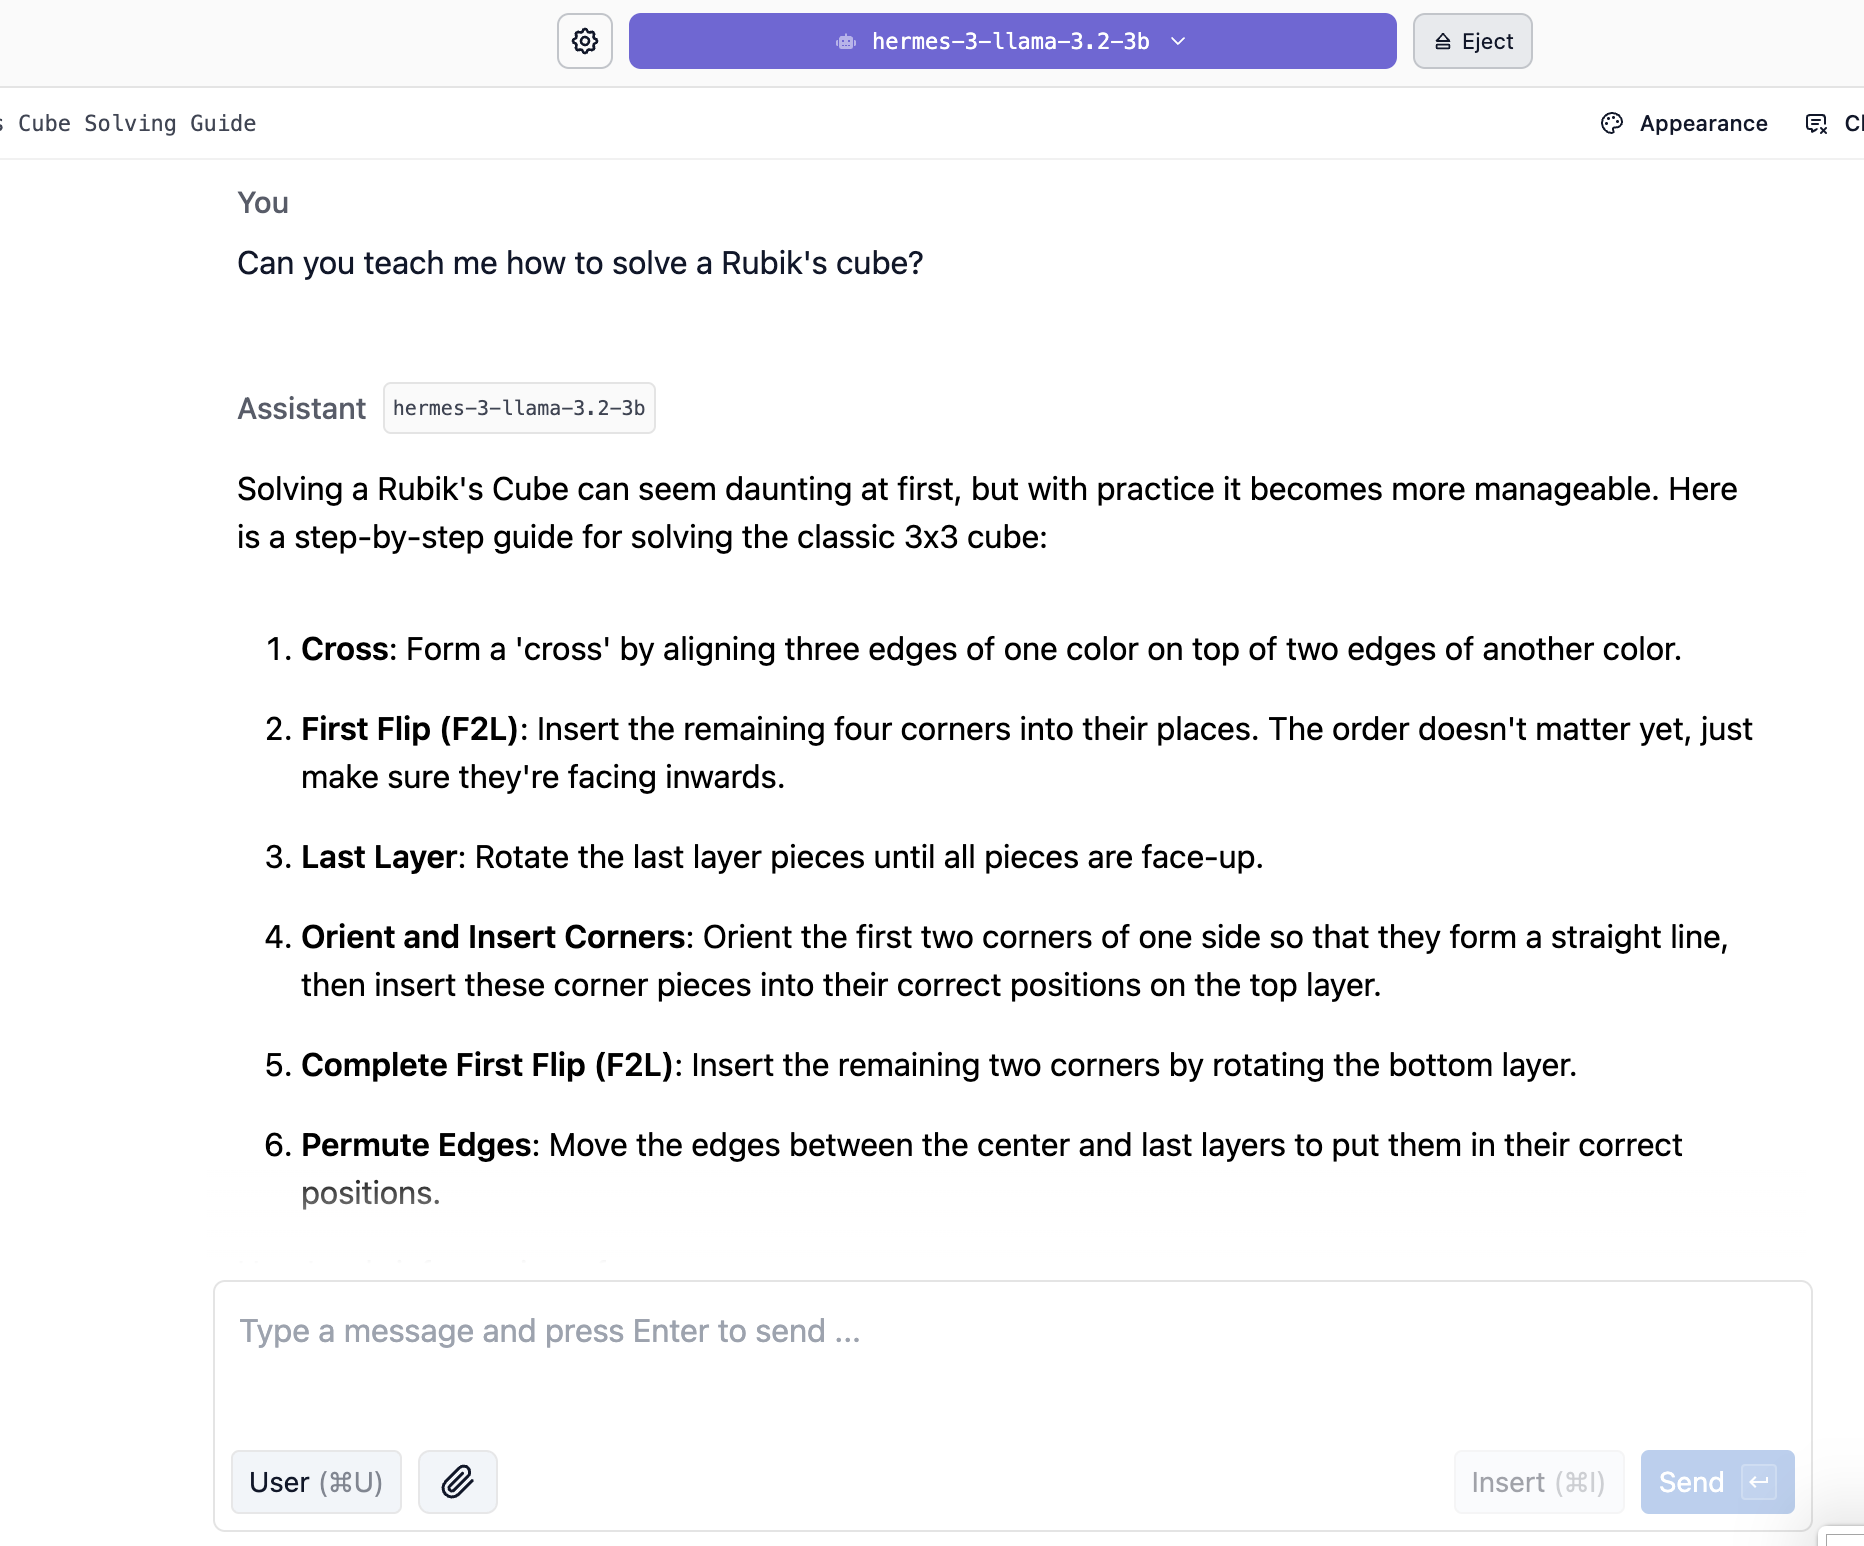 hermes-3-llama-3.2-3b
Eject
Cube Solving Guide
Appearance
You
Can you teach me how to solve a Rubik's cube?
Assistant hermes-3-llama-3.2-3b
Solving a Rubik's Cube can seem daunting at first, but with practice it becomes more manageable. Here
is a step-by-step guide for solving the classic 3x3 cube:
1. Cross: Form a 'cross' by aligning three edges of one color on top of two edges of another color.
2. First Flip (F2L): Insert the remaining four corners into their places. The order doesn't matter yet, just
make sure they're facing inwards.
3. Last Layer: Rotate the last layer pieces until all pieces are face-up.
4. Orient and Insert Corners: Orient the first two corners of one side so that they form a straight line,
then insert these corner pieces into their correct positions on the top layer.
5. Complete First Flip (F2L): Insert the remaining two corners by rotating the bottom layer.
6. Permute Edges: Move the edges between the center and last layers to put them in their correct
positions.
Type a message and press Enter to send ...
User (⌘U)
Insert (⌘I)
Send